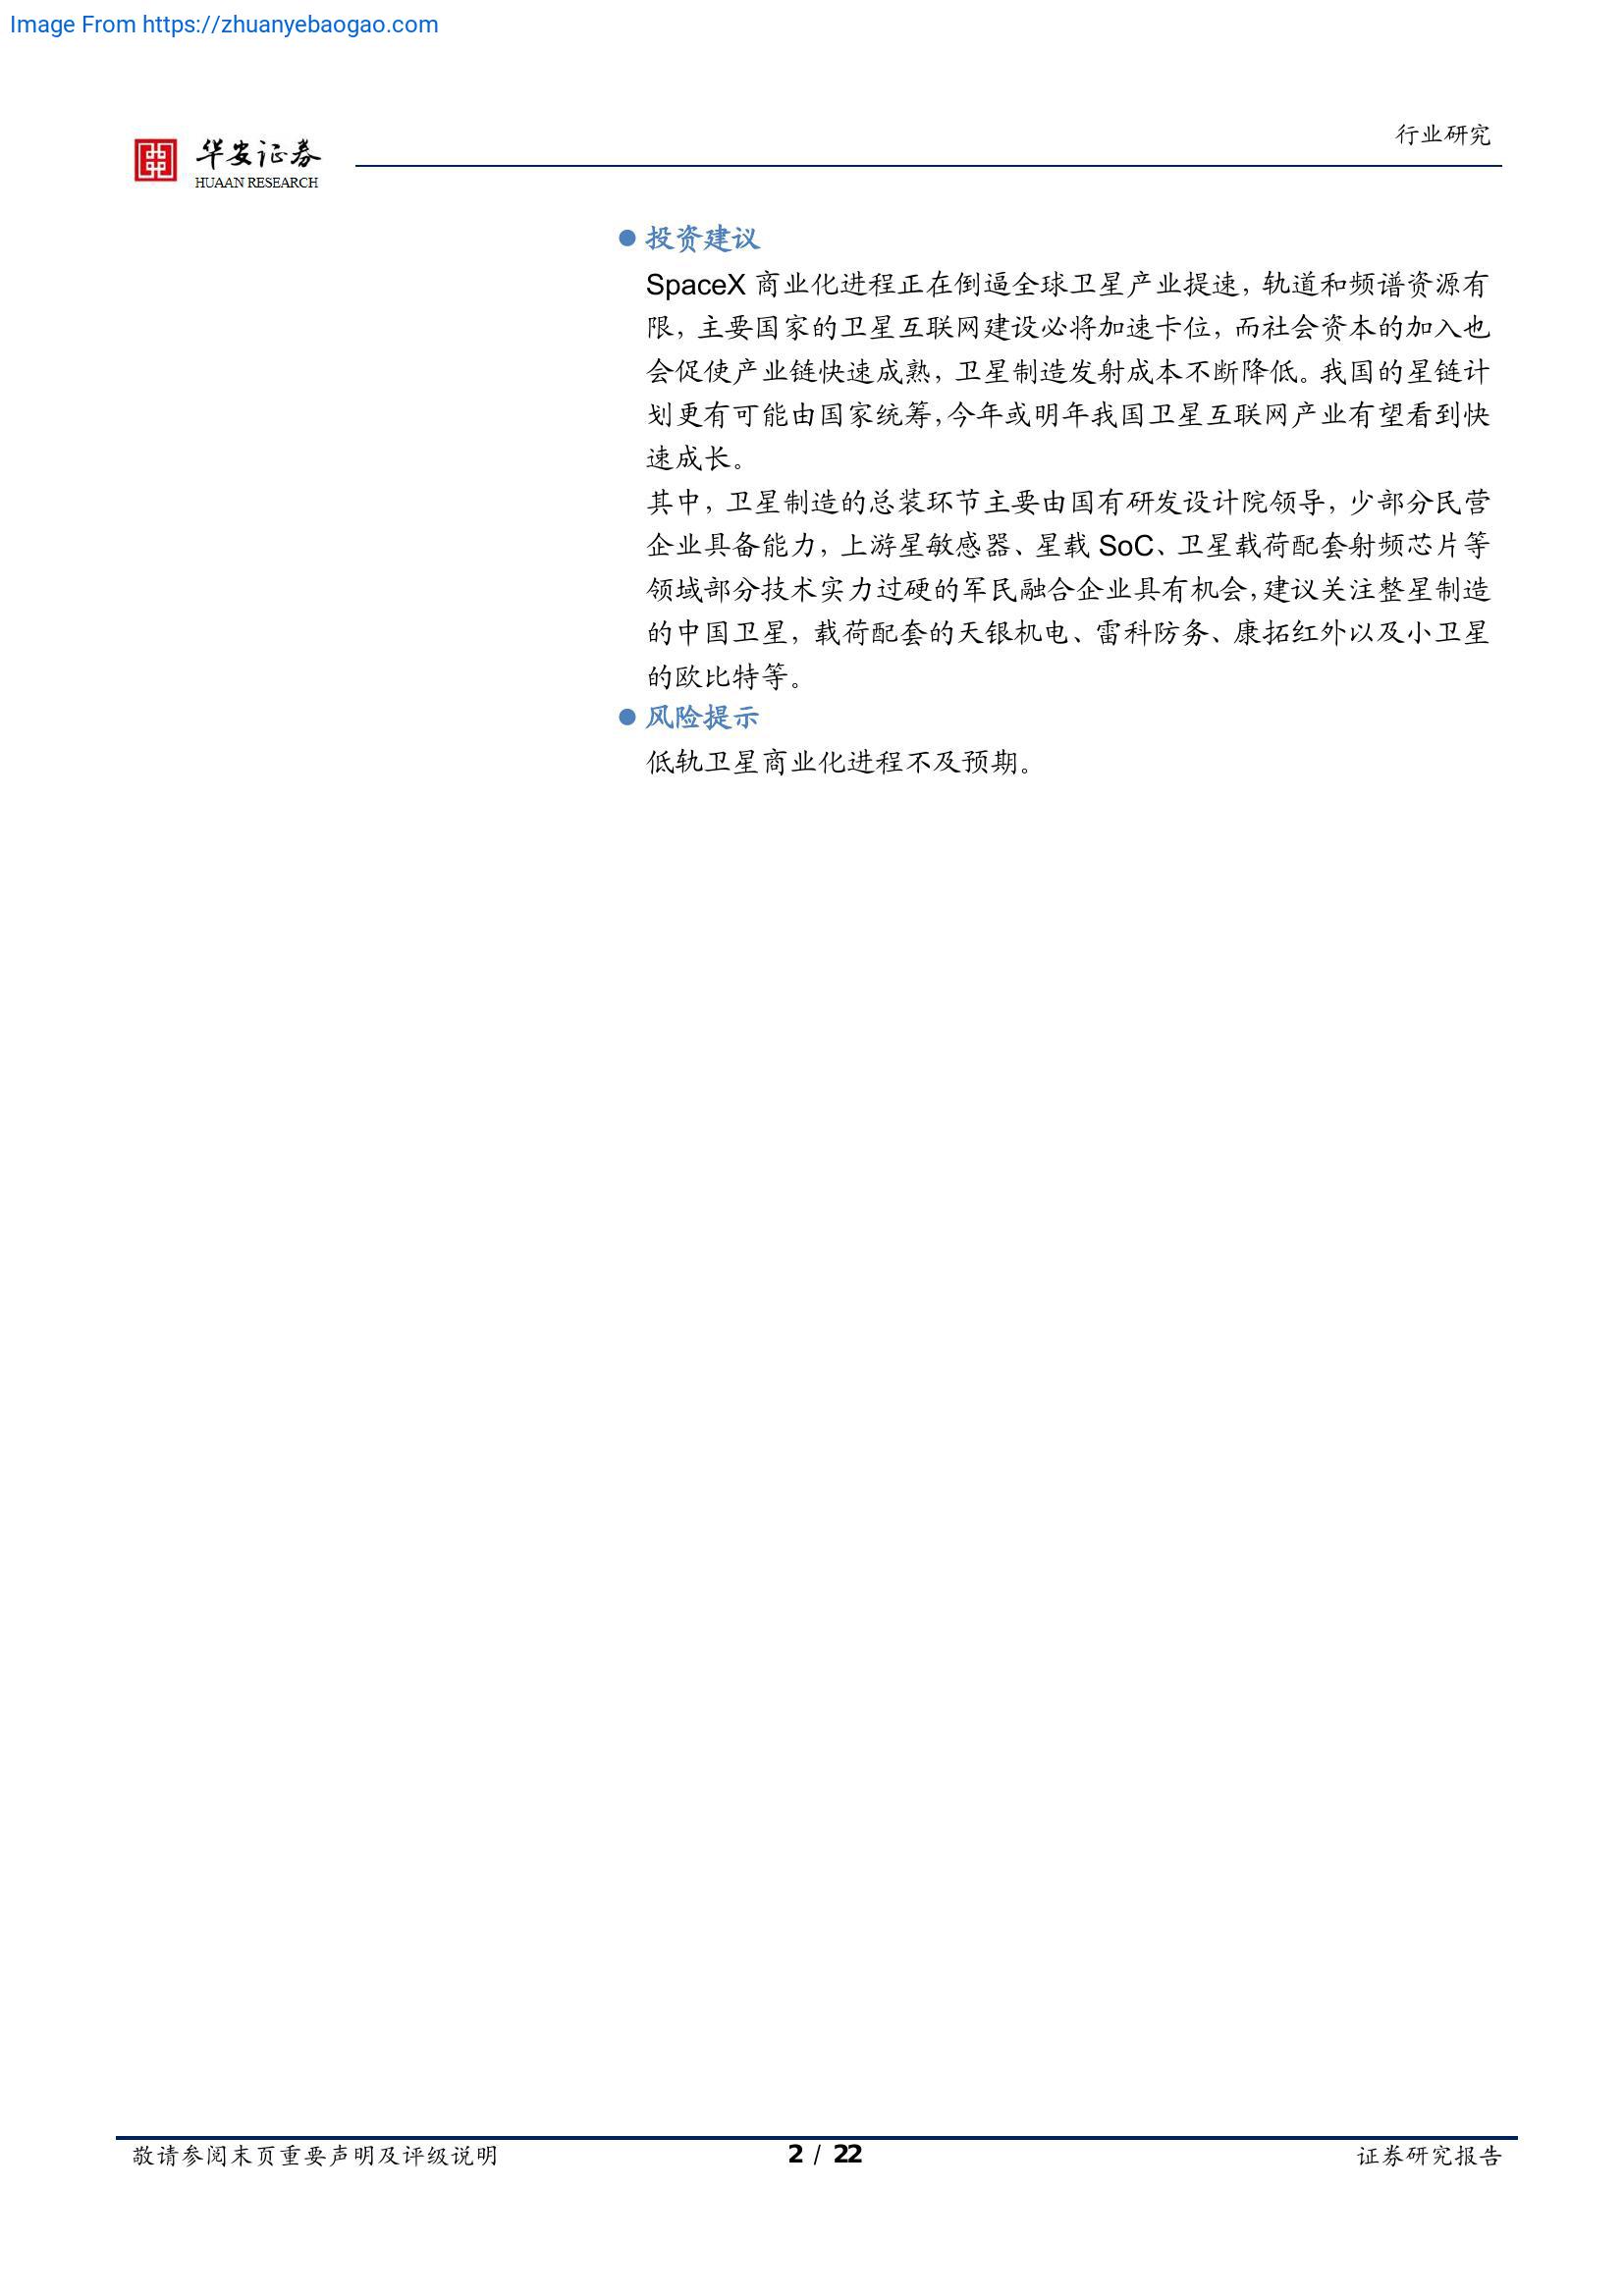 Image From https://zhuanyebaogao.com
行业研究
华安证券
HUAAN RESEARCH
投资建议
SpaceX 商业化进程正在倒逼全球卫星产业提速，轨道和频谱资源有
限，主要国家的卫星互联网建设必将加速卡位，而社会资本的加入也
会促使产业链快速成熟，卫星制造发射成本不断降低。我国的星链计
划更有可能由国家统筹，今年或明年我国卫星互联网产业有望看到快
速成长。
其中，卫星制造的总装环节主要由国有研发设计院领导，少部分民营
企业具备能力，上游星敏感器、星载 SoC、卫星载荷配套射频芯片等
领域部分技术实力过硬的军民融合企业具有机会，建议关注整星制造
的中国卫星，载荷配套的天银机电、雷科防务、康拓红外以及小卫星
的欧比特等。
风险提示
低轨卫星商业化进程不及预期。
敬请参阅末页重要声明及评级说明
2 / 22
证券研究报告